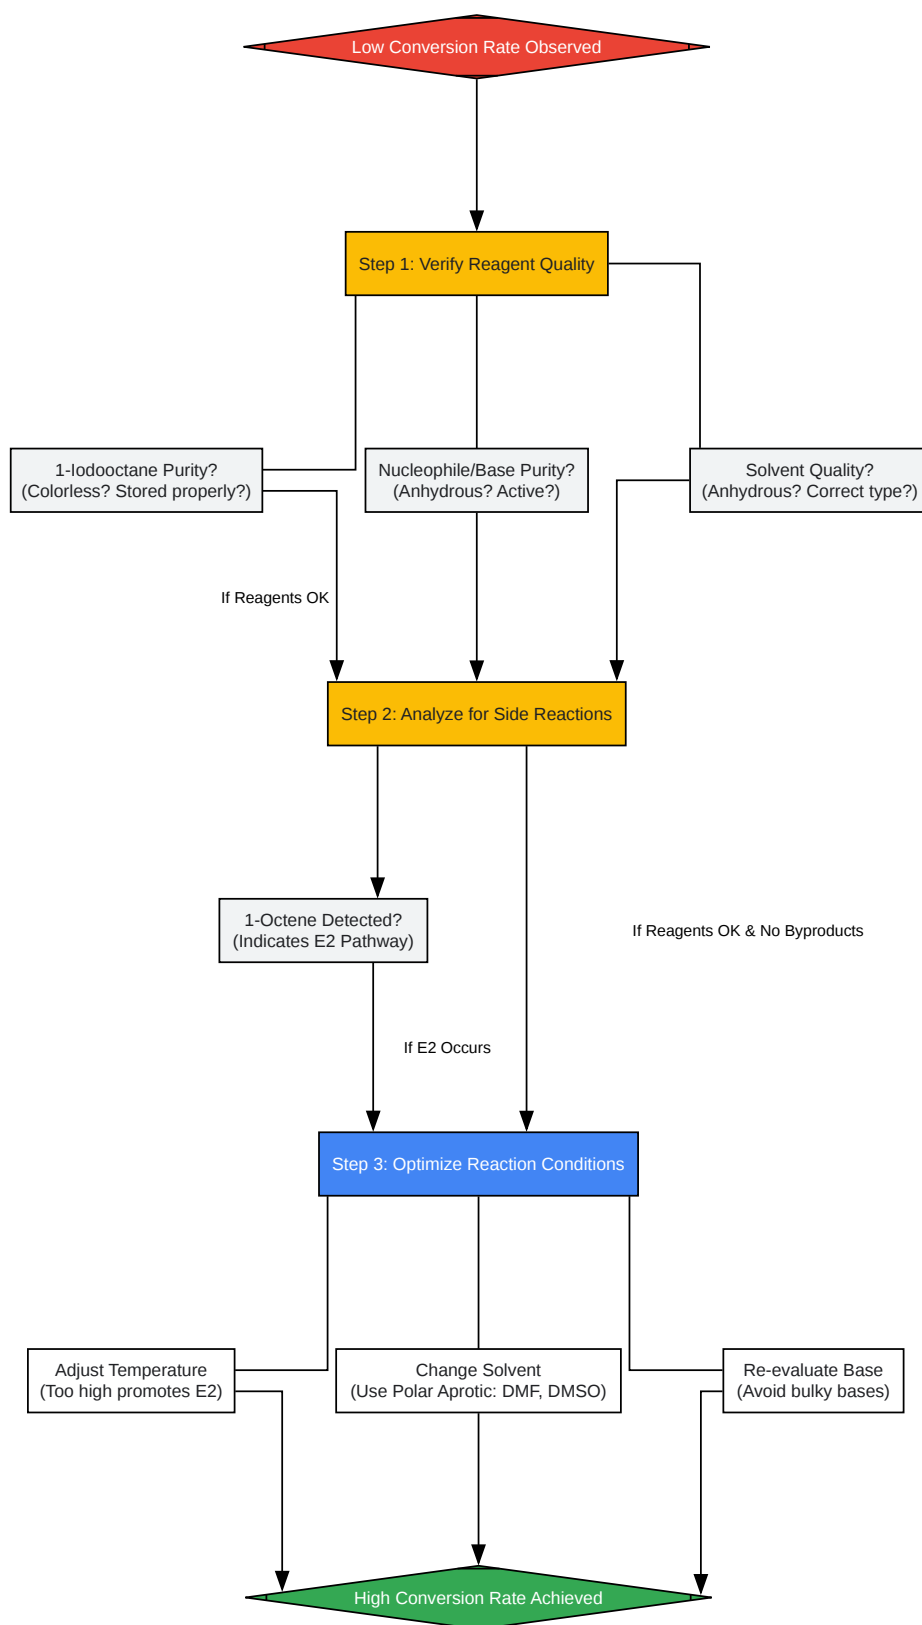 Low Conversion Rate Observed
Step 1: Verify Reagent Quality
1-Iodooctane Purity?
(Colorless? Stored properly?)
Nucleophile/Base Purity?
(Anhydrous? Active?)
Solvent Quality?
(Anhydrous? Correct type?)
If Reagents OK
Step 2: Analyze for Side Reactions
1-Octene Detected?
(Indicates E2 Pathway)
If Reagents OK & No Byproducts
If E2 Occurs
Step 3: Optimize Reaction Conditions
Adjust Temperature
(Too high promotes E2)
Change Solvent
(Use Polar Aprotic: DMF, DMSO)
Re-evaluate Base
(Avoid bulky bases)
High Conversion Rate Achieved